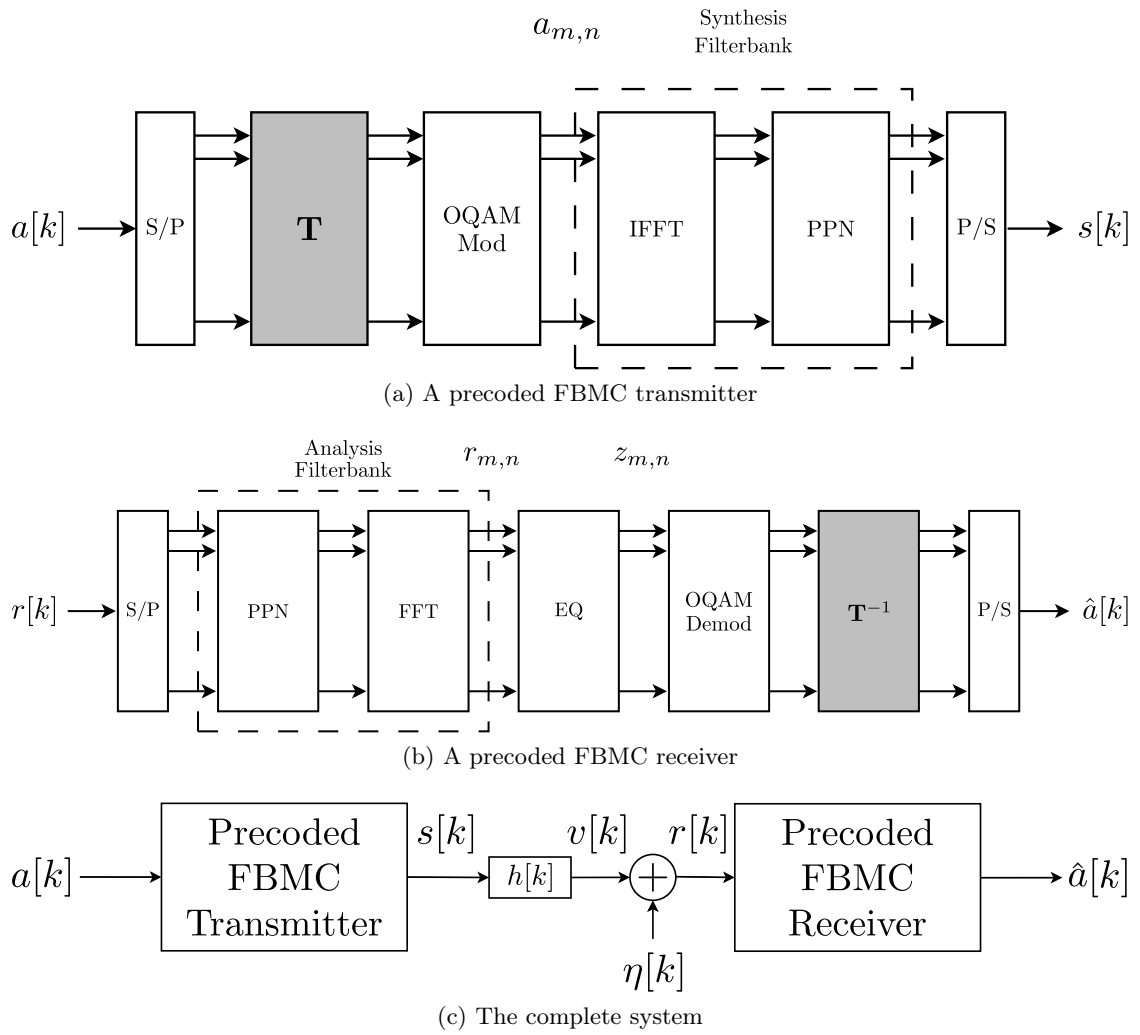 a_{m,n}
Synthesis
Filterbank
a[k]
S/P
T
OQAM
Mod
IFFT
PPN
P/S
s[k]
(a) A precoded FBMC transmitter
Analysis
Filterbank
r_{m,n}
z_{m,n}
r[k]
S/P
PPN
FFT
EQ
OQAM
Demod
T^{-1}
P/S
â[k]
(b) A precoded FBMC receiver
a[k]
Precoded
FBMC
Transmitter
s[k]
h[k]
v[k]
+
η[k]
r[k]
Precoded
FBMC
Receiver
â[k]
(c) The complete system